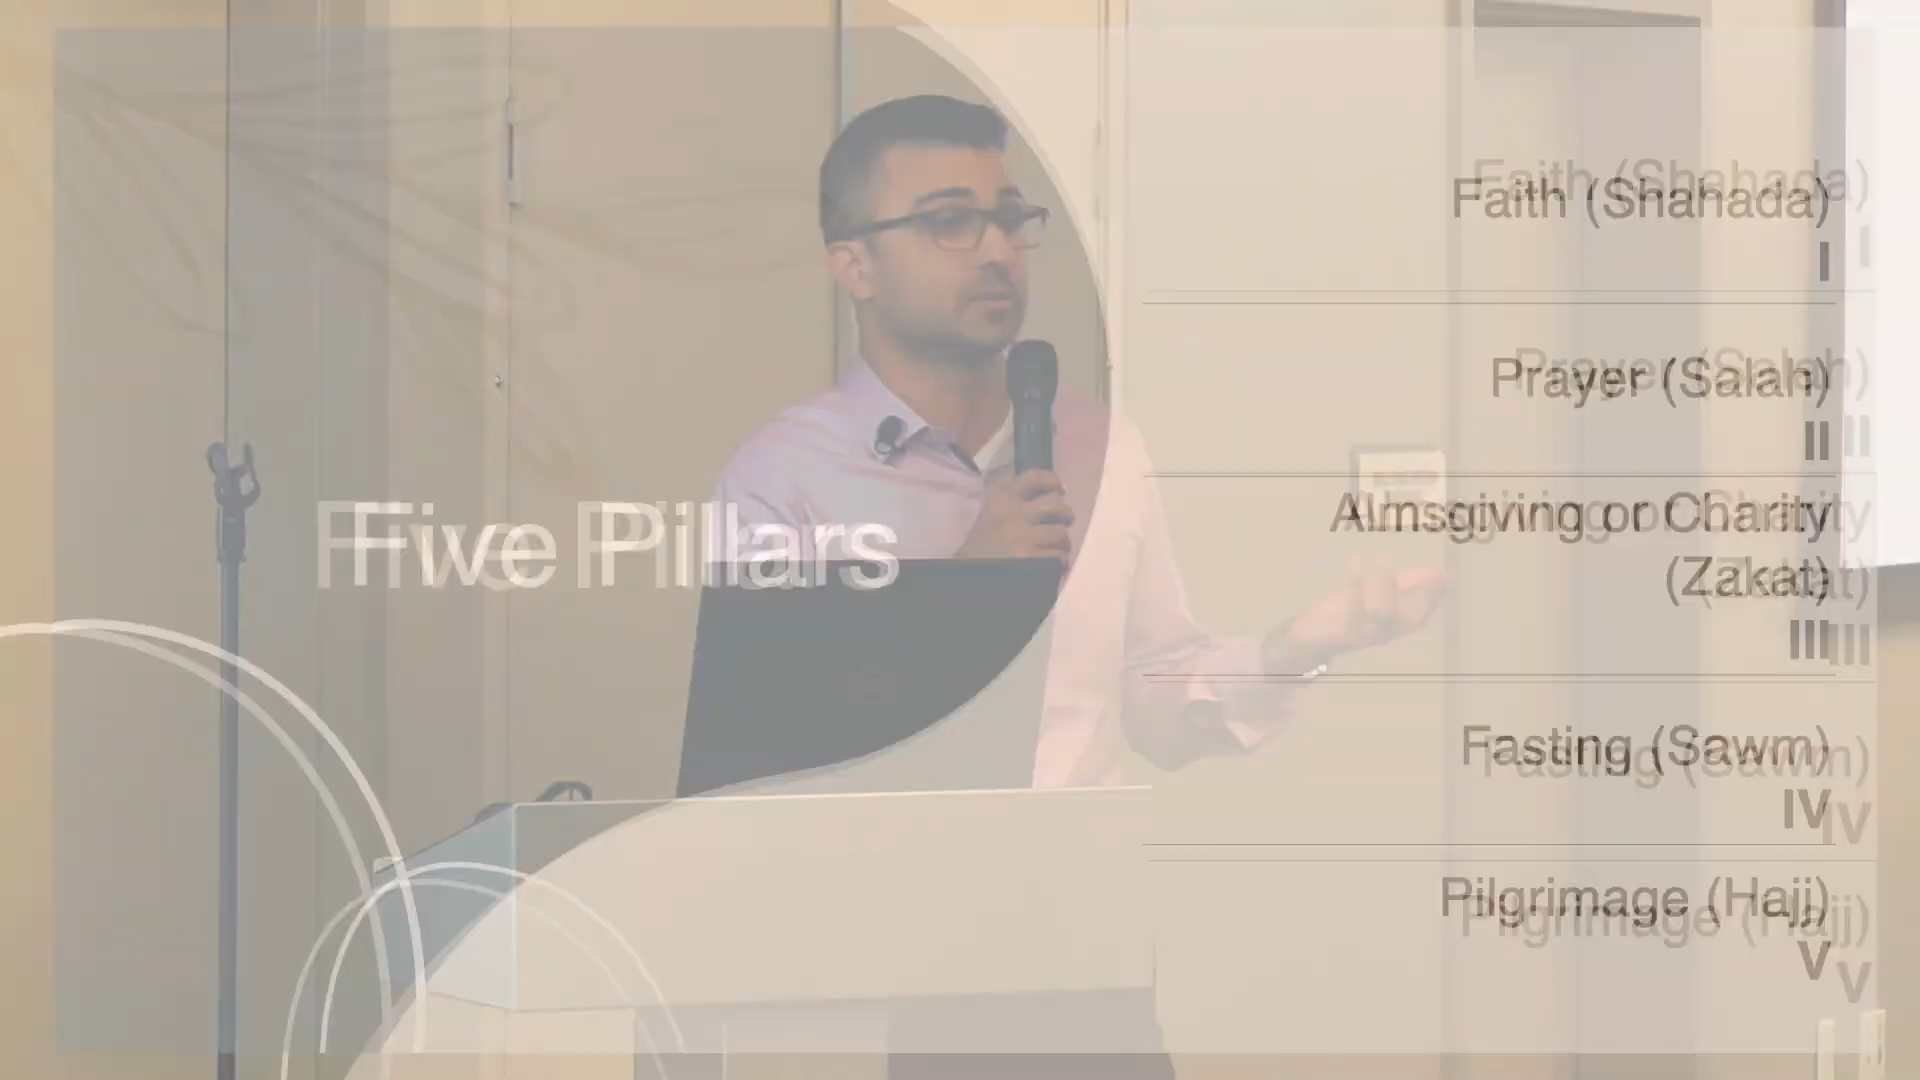 Five Pillars
Faith (Shahada)
I
Prayer (Salah)
II
Almsgiving or Charity
(Zakat)
III
Fasting (Sawm)
IV
Pilgrimage (Hajj)
V